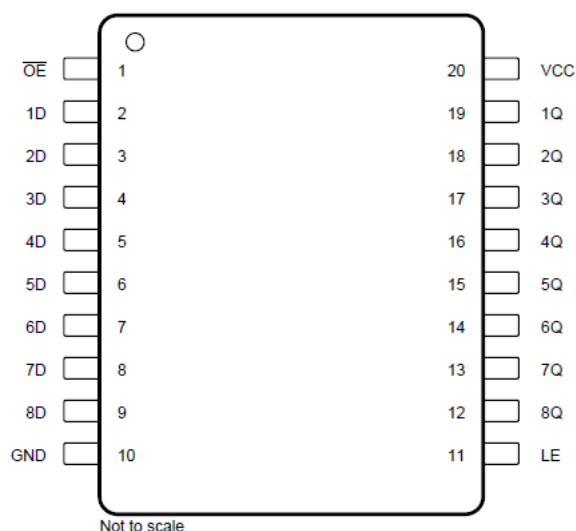 O̅E̅ 1 20 VCC
1D 2 19 1Q
2D 3 18 2Q
3D 4 17 3Q
4D 5 16 4Q
5D 6 15 5Q
6D 7 14 6Q
7D 8 13 7Q
8D 9 12 8Q
GND 10 11 LE
Not to scale